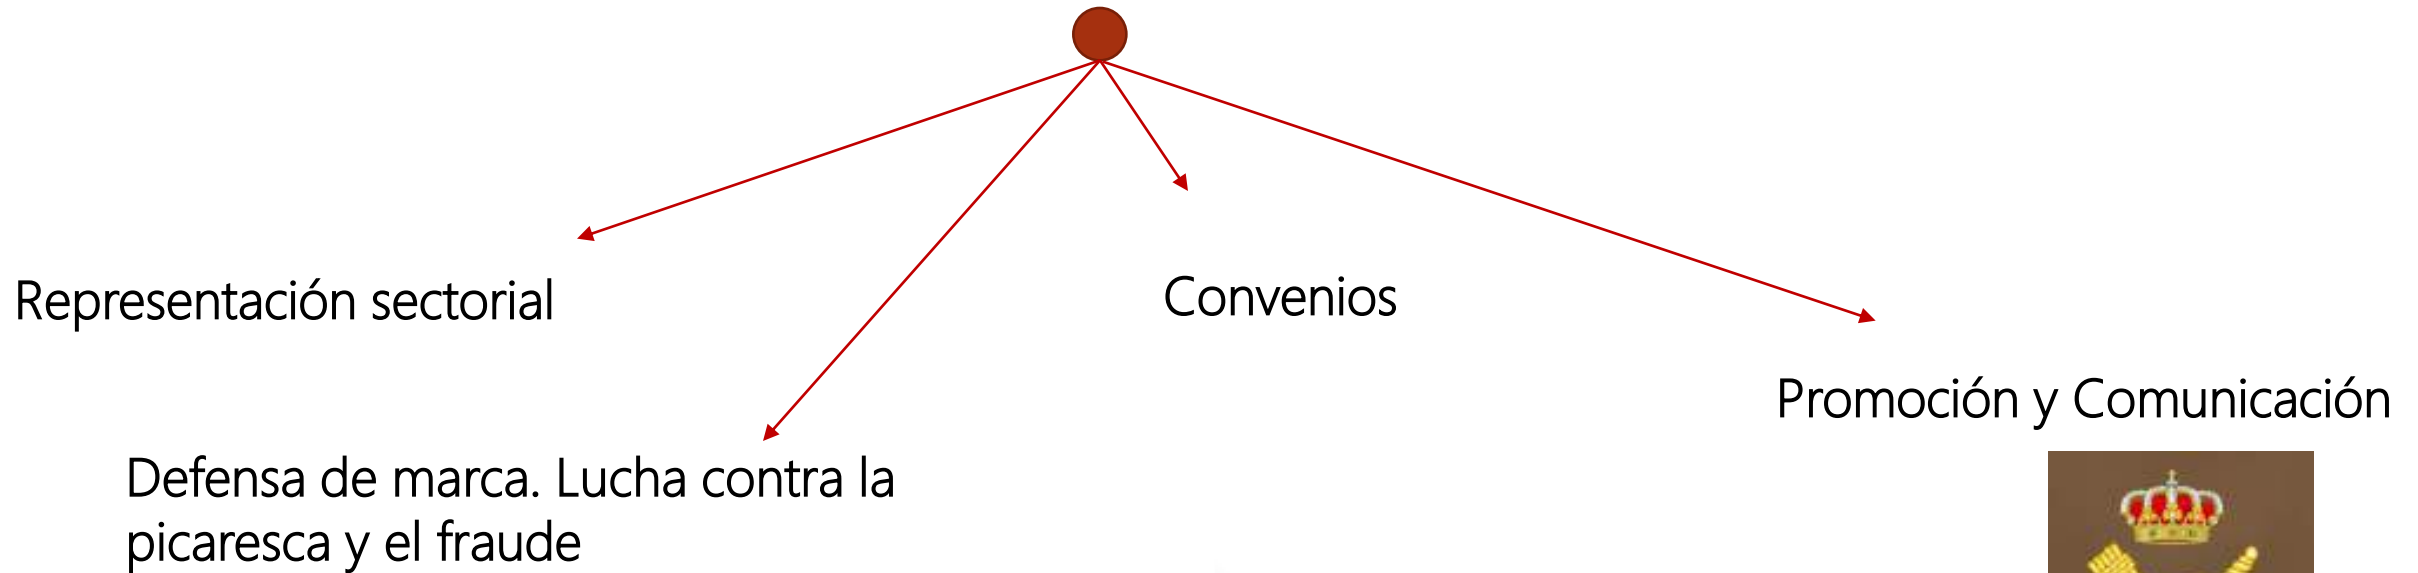 Representación sectorial
Convenios
Promoción y Comunicación
Defensa de marca. Lucha contra la
picaresca y el fraude